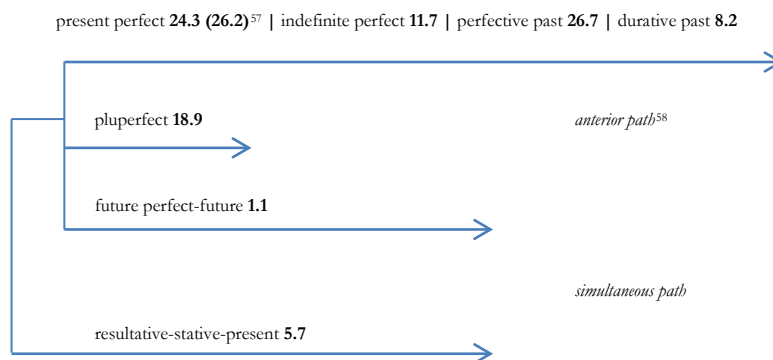 present perfect 24.3 (26.2)57 | indefinite perfect 11.7 | perfective past 26.7 | durative past 8.2
pluperfect 18.9
anterior path58
future perfect-future 1.1
simultaneous path
resultative-stative-present 5.7